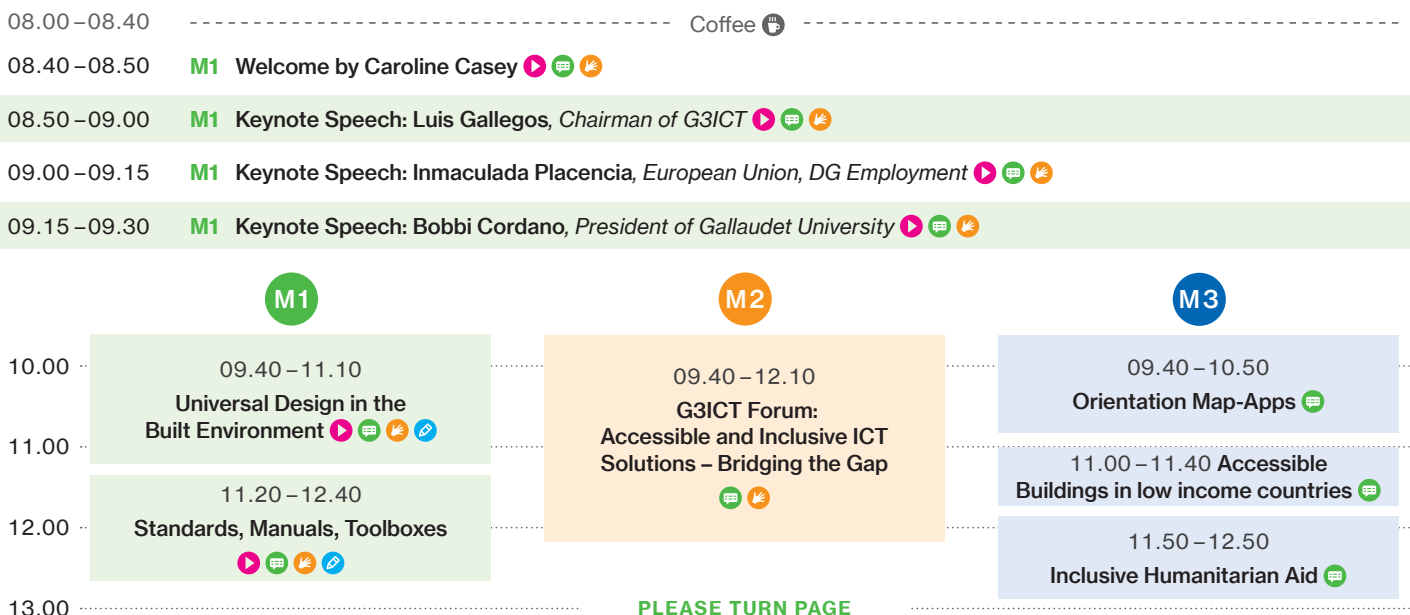 08.00 – 08.40 Coffee
08.40 – 08.50 M1 Welcome by Caroline Casey
08.50 – 09.00 M1 Keynote Speech: Luis Gallegos, Chairman of G3ICT
09.00 – 09.15 M1 Keynote Speech: Inmaculada Placencia, European Union, DG Employment
09.15 – 09.30 M1 Keynote Speech: Bobbi Cordano, President of Gallaudet University
M1
M2
M3
10.00
11.00
12.00
13.00
09.40 – 11.10
Universal Design in the
Built Environment
11.20 – 12.40
Standards, Manuals, Toolboxes
09.40 – 12.10
G3ICT Forum:
Accessible and Inclusive ICT
Solutions – Bridging the Gap
09.40 – 10.50
Orientation Map-Apps
11.00 – 11.40 Accessible
Buildings in low income countries
11.50 – 12.50
Inclusive Humanitarian Aid
PLEASE TURN PAGE